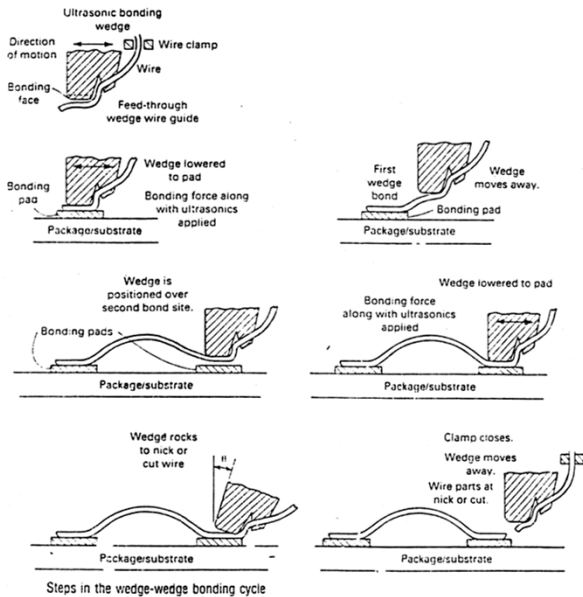 Ultrasonic bonding
wedge
Direction
of motion
Wire clamp
Wire
Bonding
face
Feed-through
wedge wire guide
Wedge lowered
to pad
Bonding
pad
Bonding force along
with ultrasonics
applied
Package/substrate
First
wedge
bond
Wedge
moves away.
Bonding pad
Package/substrate
Wedge is
positioned over
second bond site.
Bonding pads
Package/substrate
Wedge lowered to pad
Bonding force
along with ultrasonics
applied
Package/substrate
Wedge rocks
to nick or
cut wire
Package/substrate
Clamp closes.
Wedge moves
away.
Wire parts at
nick or cut.
Package/substrate
Steps in the wedge-wedge bonding cycle